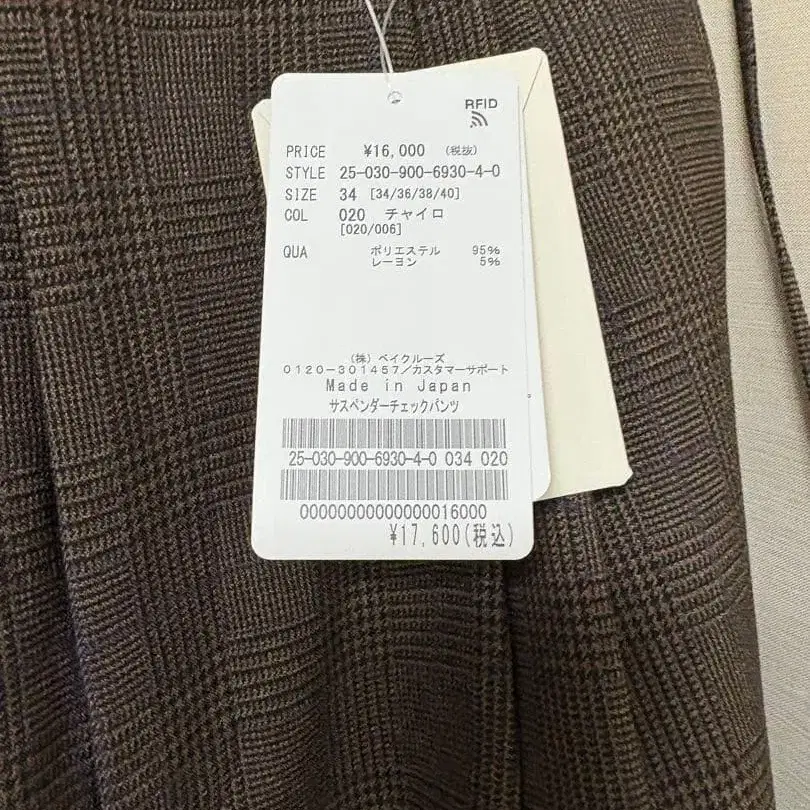 RFID
PRICE ¥16,000 (税抜)
STYLE 25-030-900-6930-4-0
SIZE 34 [34/36/38/40]
COL 020 チャイロ
[020/006]
QUA ポリエステル 95%
レーヨン 5%
(株) ベイクルーズ
0120-301457/カスタマーサポート
Made in Japan
サスペンダーチェックパンツ
25-030-900-6930-4-0 034 020
00000000000000016000
¥17,600(税込)